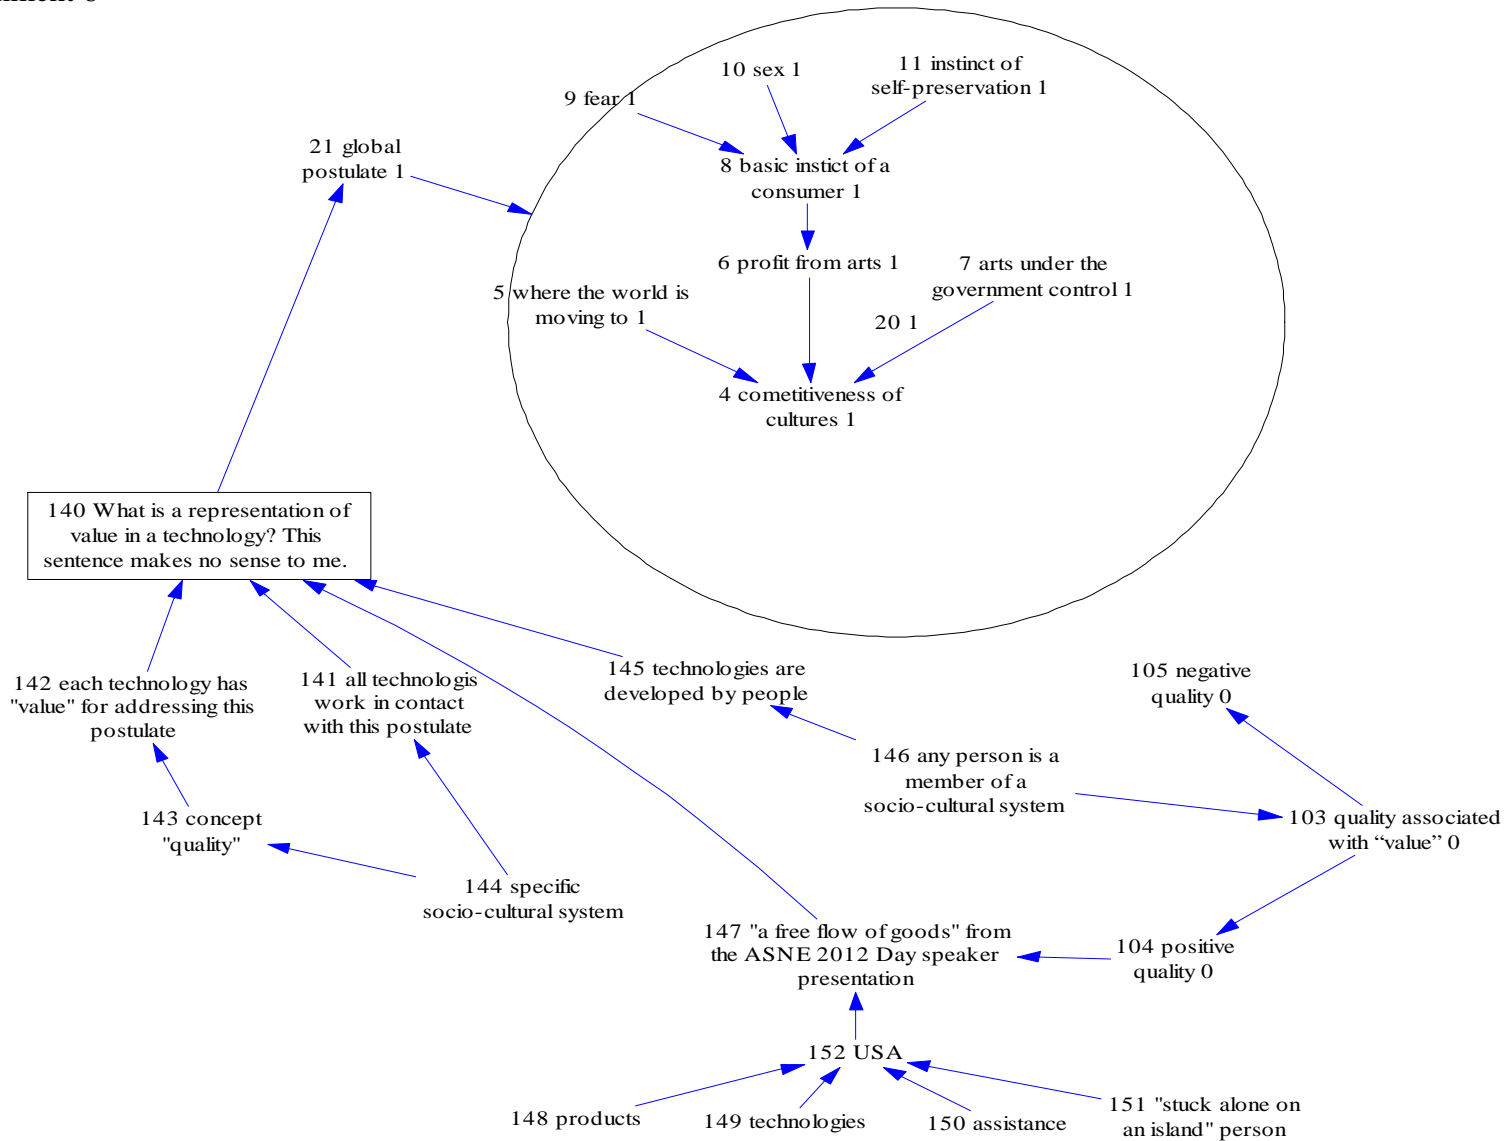 10 sex 1
11 instinct of
self-preservation 1
9 fear 1
21 global
postulate 1
8 basic instict of a
consumer 1
6 profit from arts 1
7 arts under the
government control 1
5 where the world is
moving to 1
20 1
4 cometitiveness of
cultures 1
140 What is a representation of
value in a technology? This
sentence makes no sense to me.
142 each technology has
"value" for addressing this
postulate
141 all technologis
work in contact
with this postulate
145 technologies are
developed by people
105 negative
quality 0
146 any person is a
member of a
socio-cultural system
143 concept
"quality"
103 quality associated
with “value” 0
144 specific
socio-cultural system
147 "a free flow of goods" from
the ASNE 2012 Day speaker
presentation
104 positive
quality 0
152 USA
148 products
149 technologies
150 assistance
151 "stuck alone on
an island" person